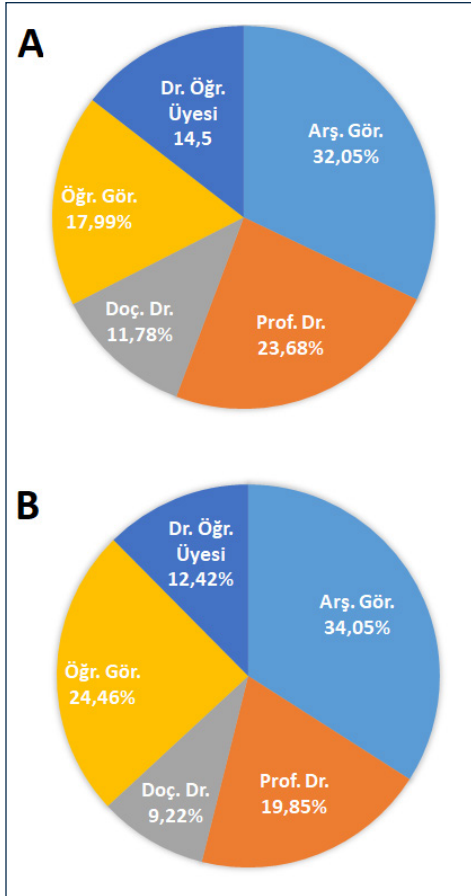 A
Dr. Öğr.
Üyesi
14,5
Arş. Gör.
32,05%
Öğr. Gör.
17,99%
Doç. Dr.
11,78%
Prof. Dr.
23,68%
B
Dr. Öğr.
Üyesi
12,42%
Arş. Gör.
34,05%
Öğr. Gör.
24,46%
Doç. Dr.
9,22%
Prof. Dr.
19,85%